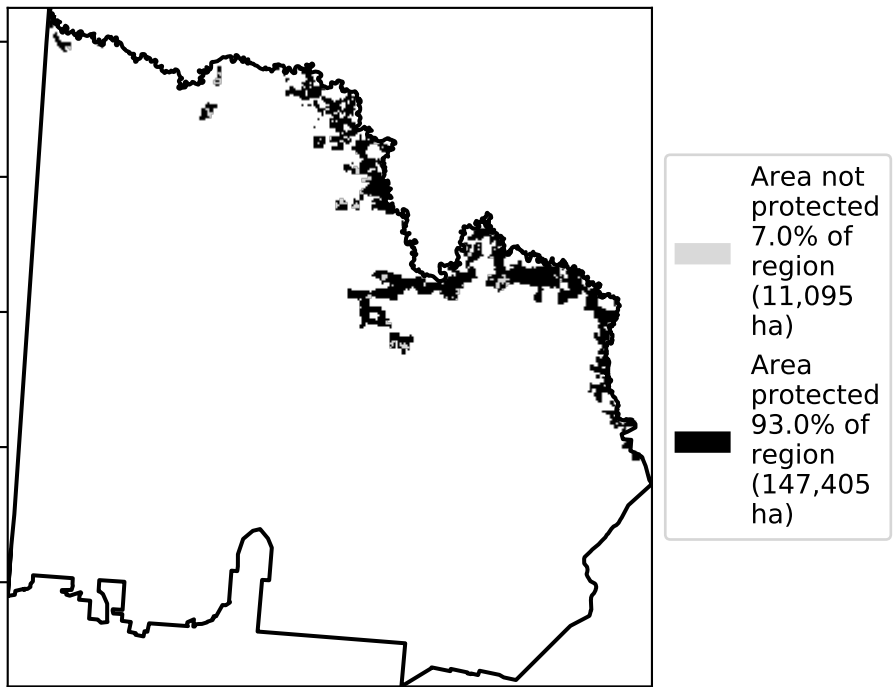 Area not
protected
7.0% of
region
(11,095
ha)
Area
protected
93.0% of
region
(147,405
ha)